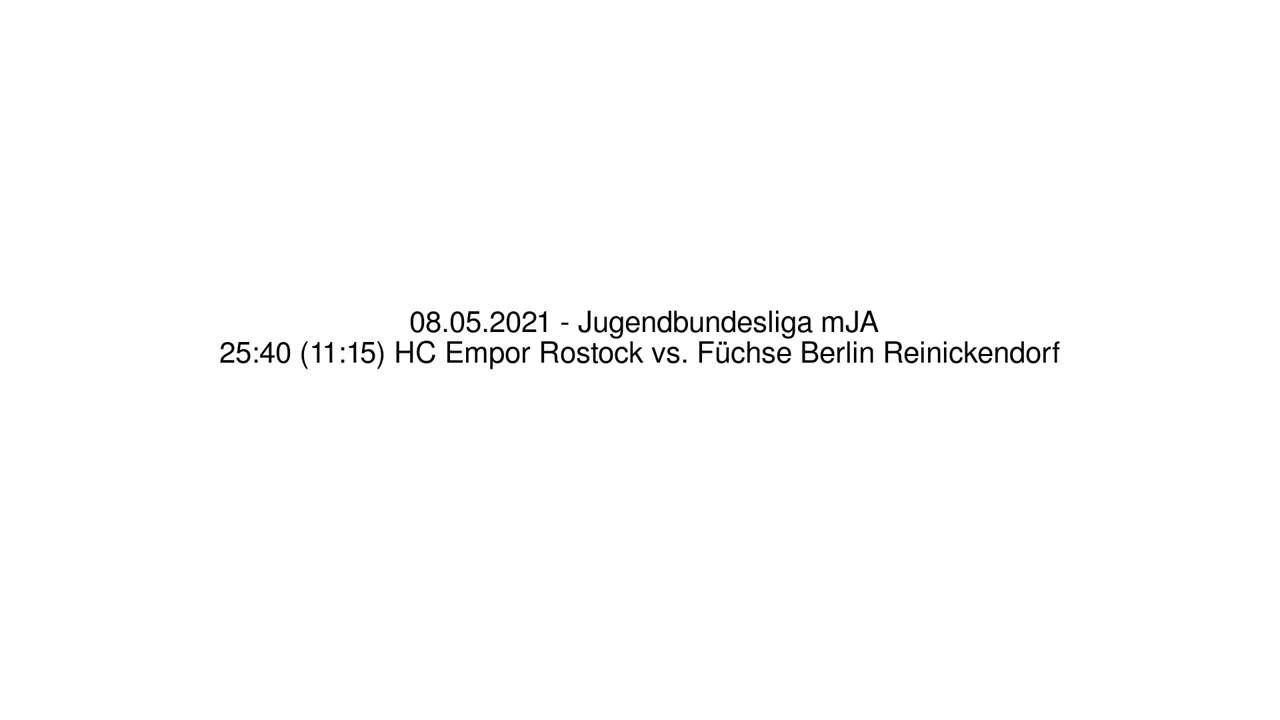 08.05.2021 - Jugendbundesliga mJA
25:40 (11:15) HC Empor Rostock vs. Füchse Berlin Reinickendorf